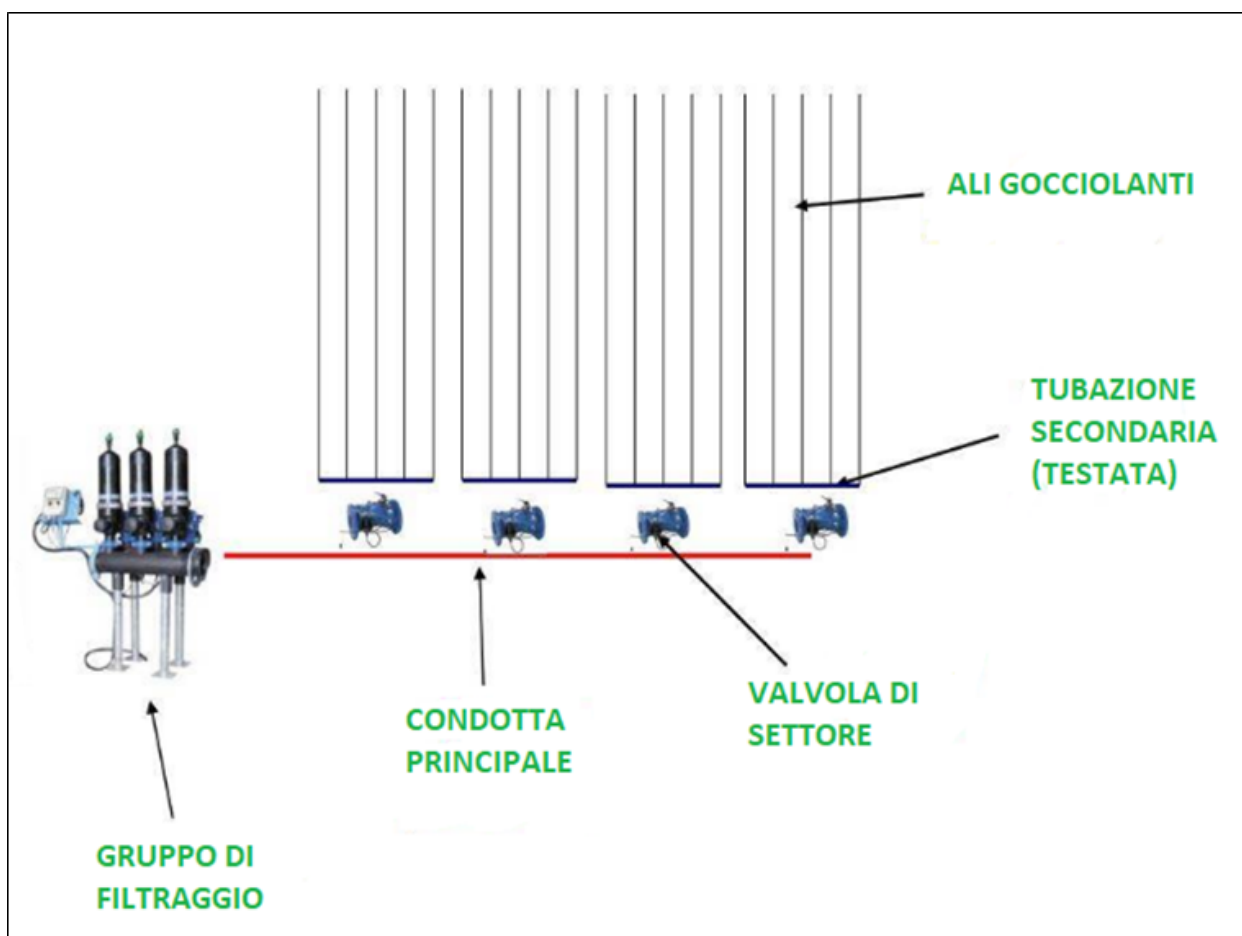 ALI GOCCIOLANTI
TUBAZIONE
SECONDARIA
(TESTATA)
VALVOLA DI
SETTORE
CONDOTTA
PRINCIPALE
GRUPPO DI
FILTRAGGIO